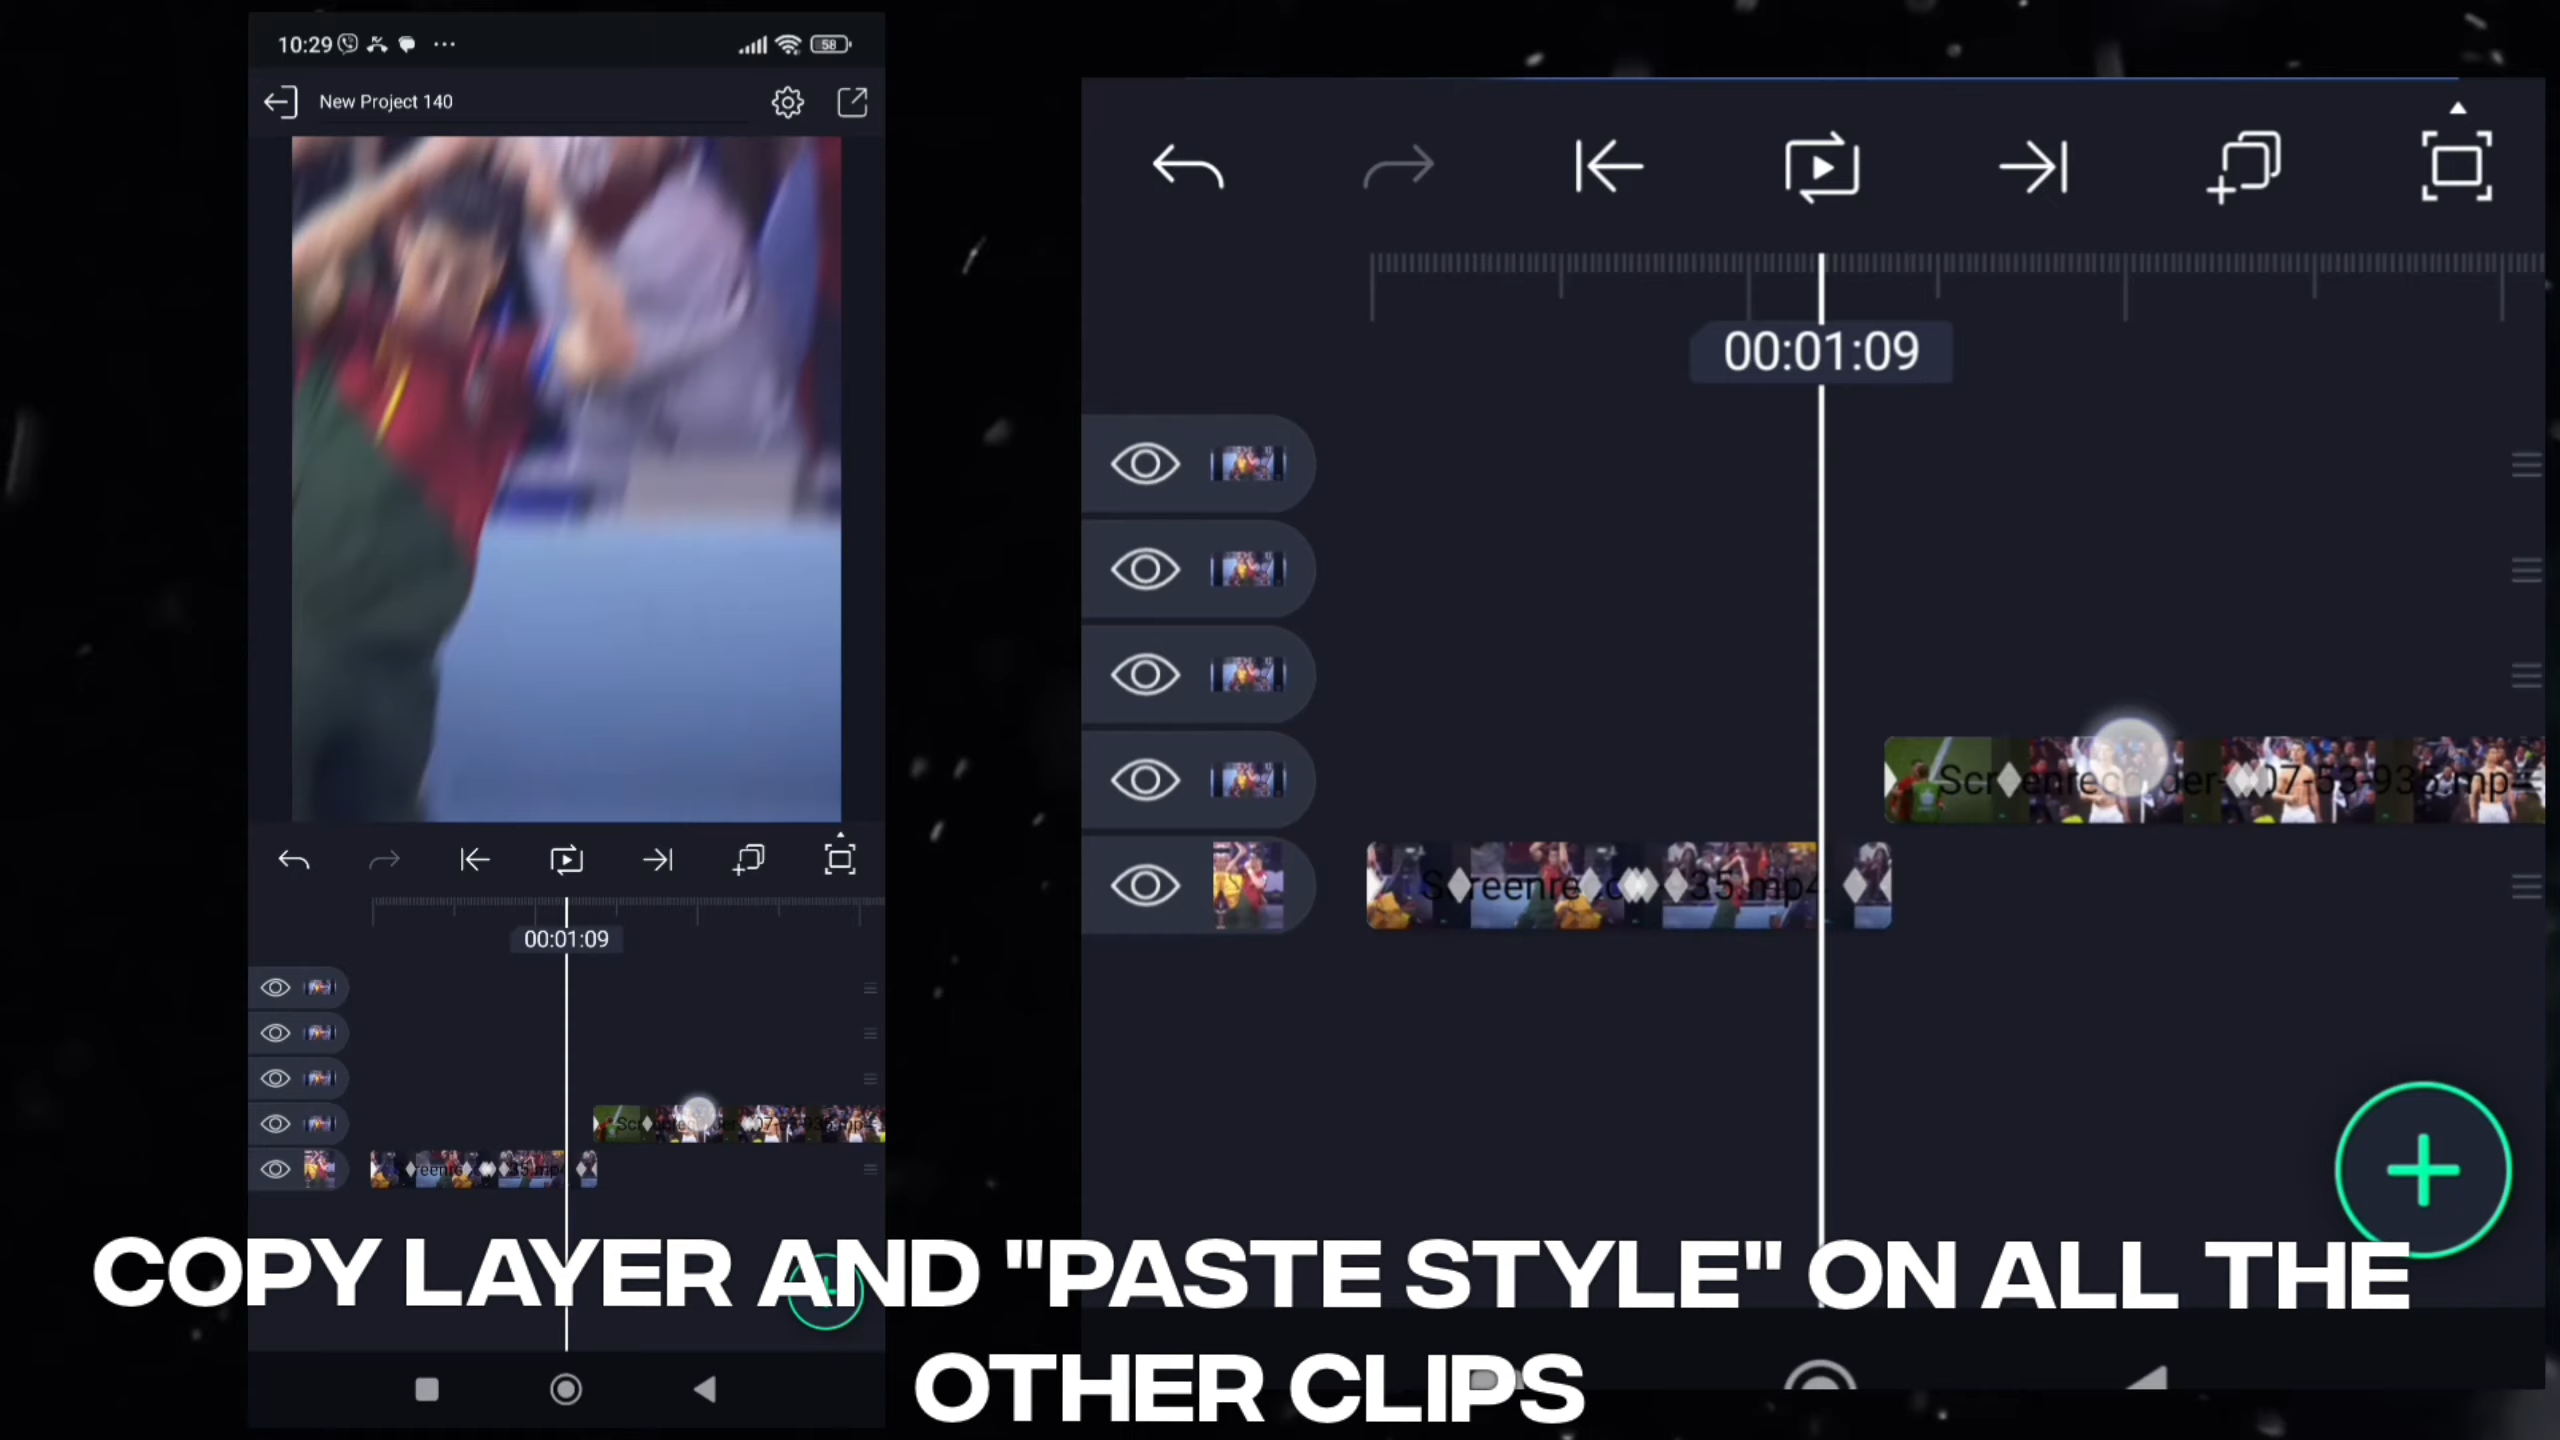 10:29
58
New Project 140
00:01:09
00:01:09
COPY LAYER AND "PASTE STYLE" ON ALL THE
OTHER CLIPS